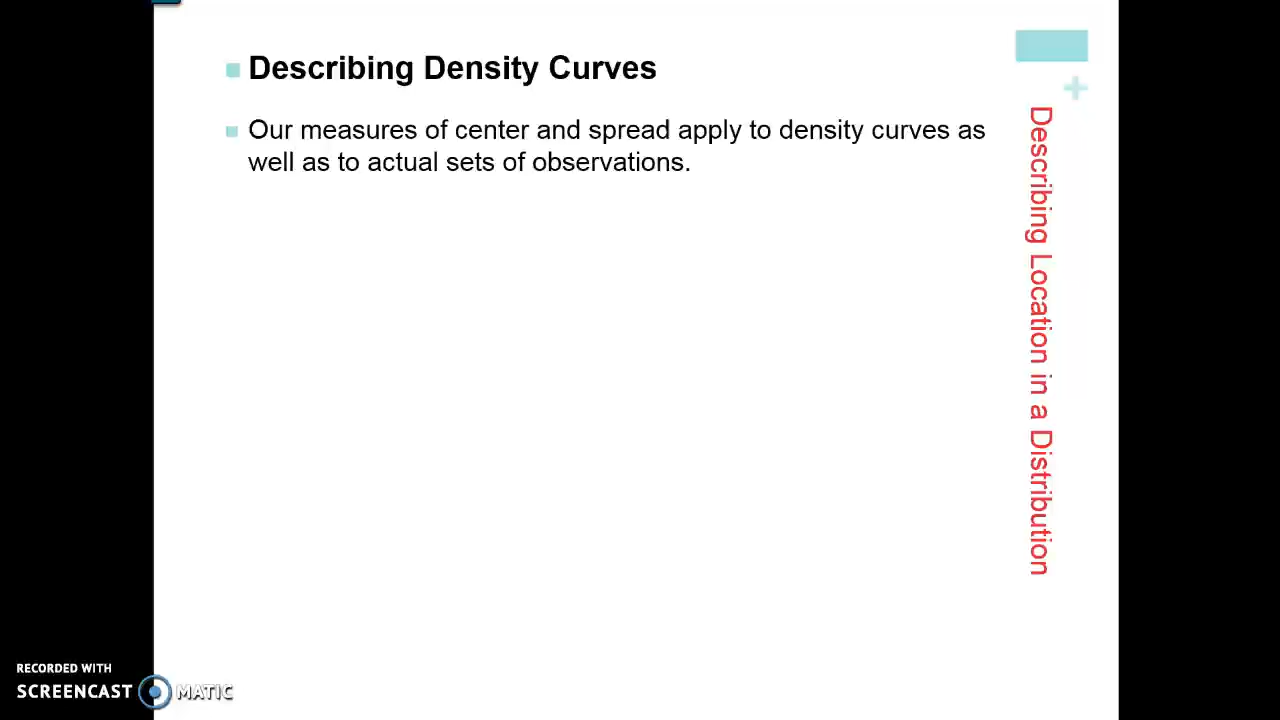 Describing Density Curves
Our measures of center and spread apply to density curves as
well as to actual sets of observations.
+
Describing Location in a Distribution
RECORDED WITH
SCREENCAST MATIC